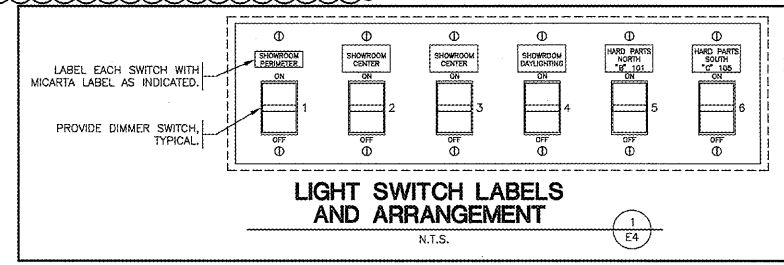 SHOWROOM
PERIMETER
ON
1
OFF
SHOWROOM
CENTER
ON
2
OFF
SHOWROOM
CENTER
ON
3
OFF
SHOWROOM
DAYLIGHTING
ON
4
OFF
HARD PARTS
NORTH
"B" 101
ON
5
OFF
HARD PARTS
SOUTH
"C" 105
ON
6
OFF
LABEL EACH SWITCH WITH
MICARTA LABEL AS INDICATED.
PROVIDE DIMMER SWITCH,
TYPICAL.
LIGHT SWITCH LABELS
AND ARRANGEMENT
N.T.S.
1
E4